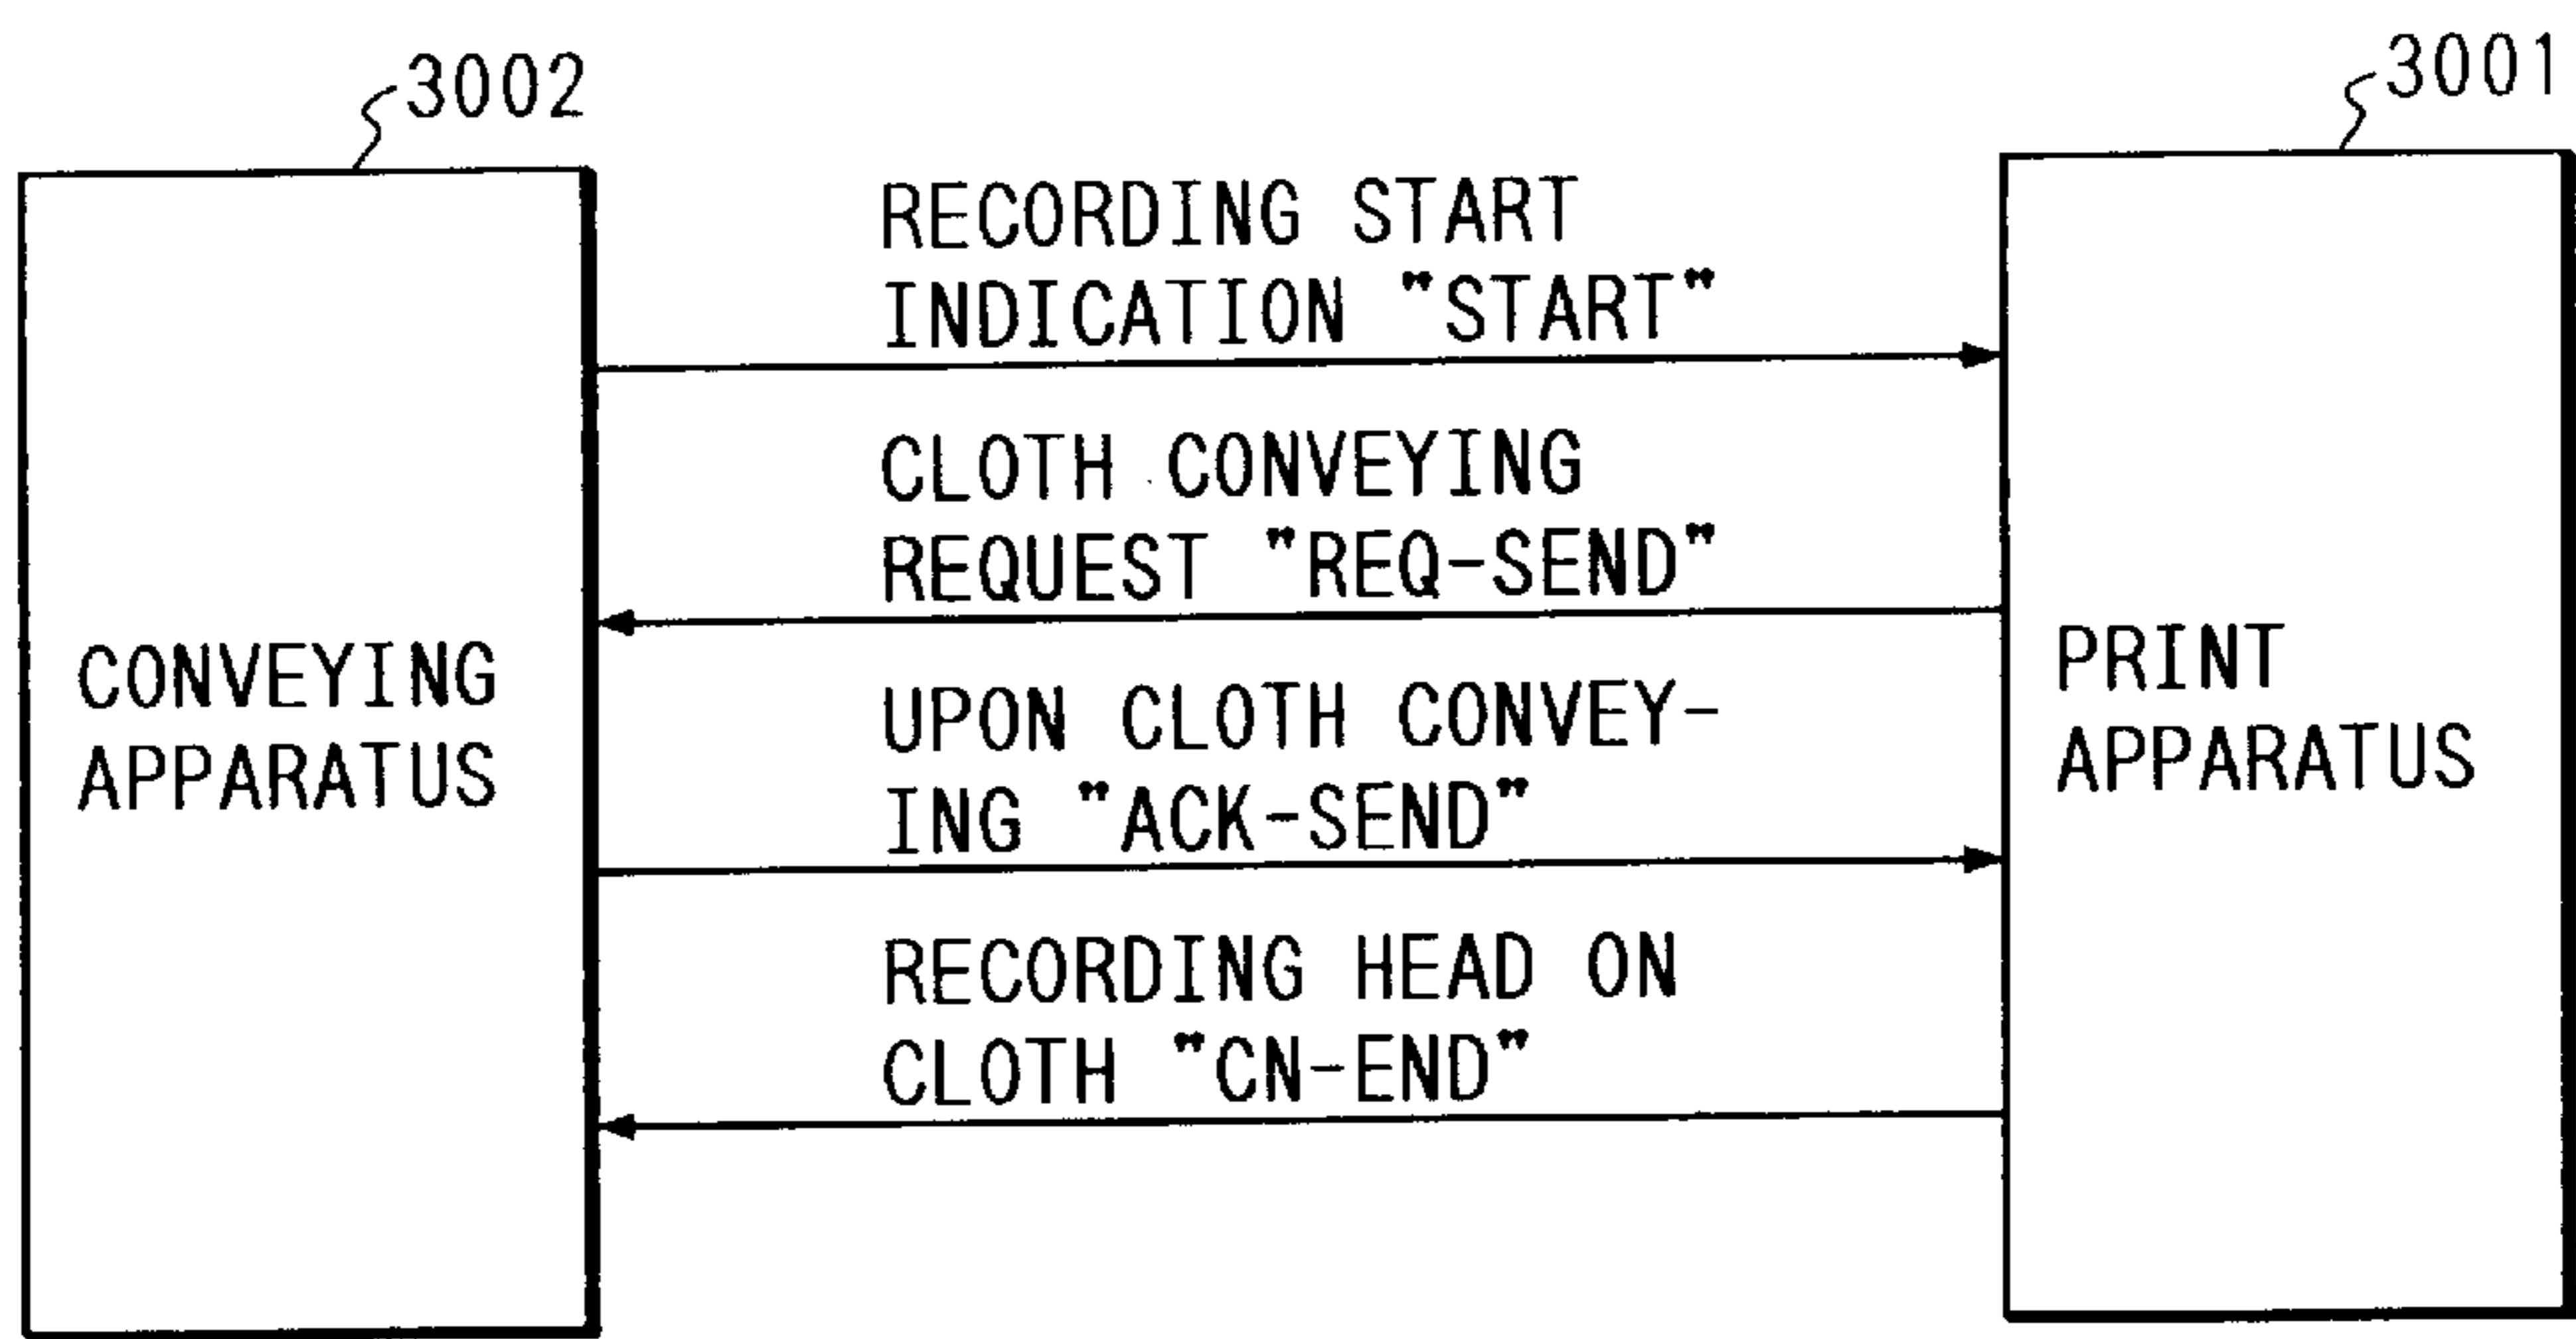 3002
3001
RECORDING START
INDICATION "START"
CLOTH CONVEYING
REQUEST "REQ-SEND"
CONVEYING
APPARATUS
UPON CLOTH CONVEY-
ING "ACK-SEND"
PRINT
APPARATUS
RECORDING HEAD ON
CLOTH "CN-END"